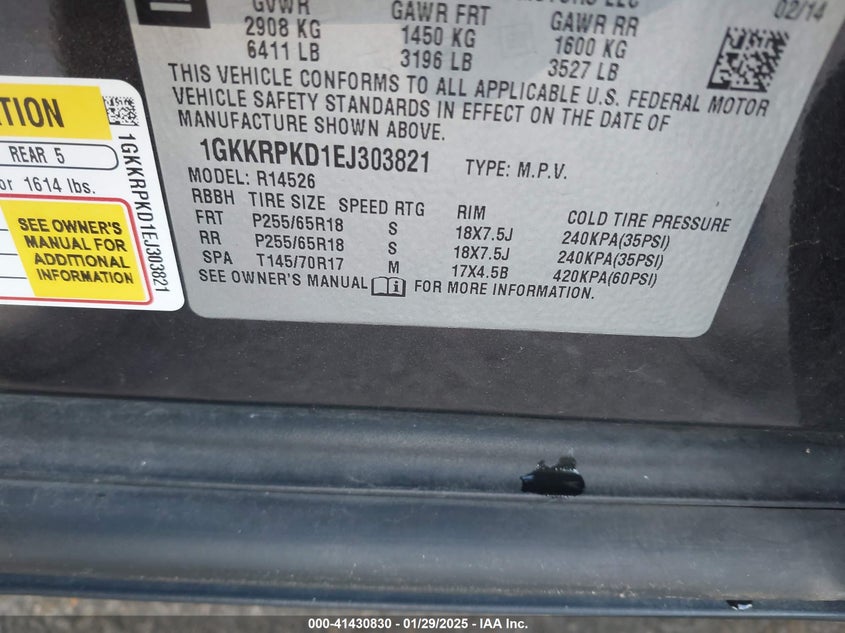 GVWR GAWR FRT GAWR RR 02/14
2908 KG 1450 KG 1600 KG
6411 LB 3196 LB 3527 LB
THIS VEHICLE CONFORMS TO ALL APPLICABLE U.S. FEDERAL MOTOR
VEHICLE SAFETY STANDARDS IN EFFECT ON THE DATE OF
MANUFACTURE SHOWN ABOVE.
1GKKRPKD1EJ303821 TYPE: M.P.V.
MODEL: R14526
RBBH TIRE SIZE SPEED RTG RIM COLD TIRE PRESSURE
FRT P255/65R18 S 18X7.5J 240KPA(35PSI)
RR P255/65R18 S 18X7.5J 240KPA(35PSI)
SPA T145/70R17 M 17X4.5B 420KPA(60PSI)
SEE OWNER'S MANUAL i FOR MORE INFORMATION.
REAR 5
or 1614 lbs.
SEE OWNER'S
MANUAL FOR
ADDITIONAL
INFORMATION
1GKKRPKD1EJ303821
000-41430830 - 01/29/2025 - IAA Inc.